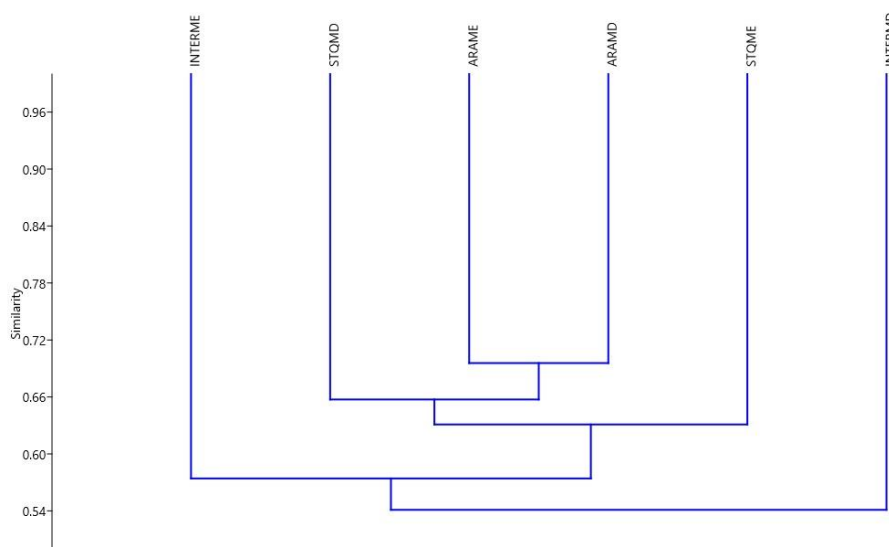 INTERME
STQMD
ARAME
ARAMD
STQME
INTERMD
0.96
0.90
0.84
0.78
0.72
0.66
0.60
0.54
Similarity